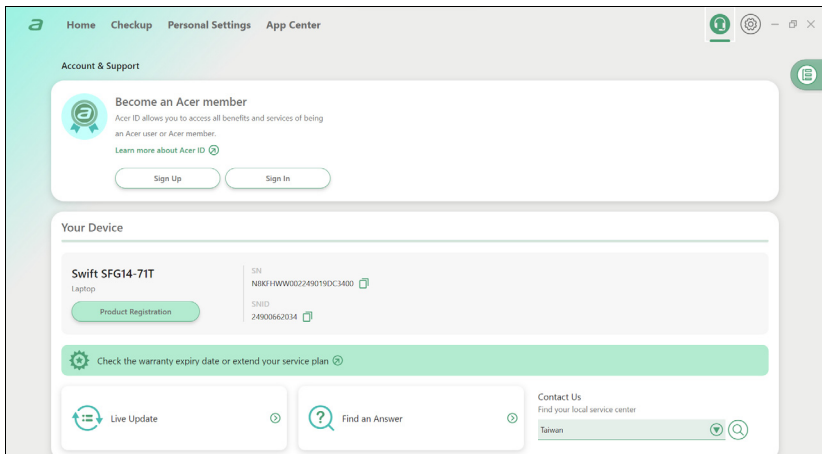 a Home Checkup Personal Settings App Center
Account & Support
Become an Acer member
Acer ID allows you to access all benefits and services of being
an Acer user or Acer member.
Learn more about Acer ID
Sign Up Sign In
Your Device
Swift SFG14-71T
Laptop
Product Registration
SN
N8KFHWW002249019DC3400
SNID
24900662034
Check the warranty expiry date or extend your service plan
Live Update
Find an Answer
Contact Us
Find your local service center
Taiwan